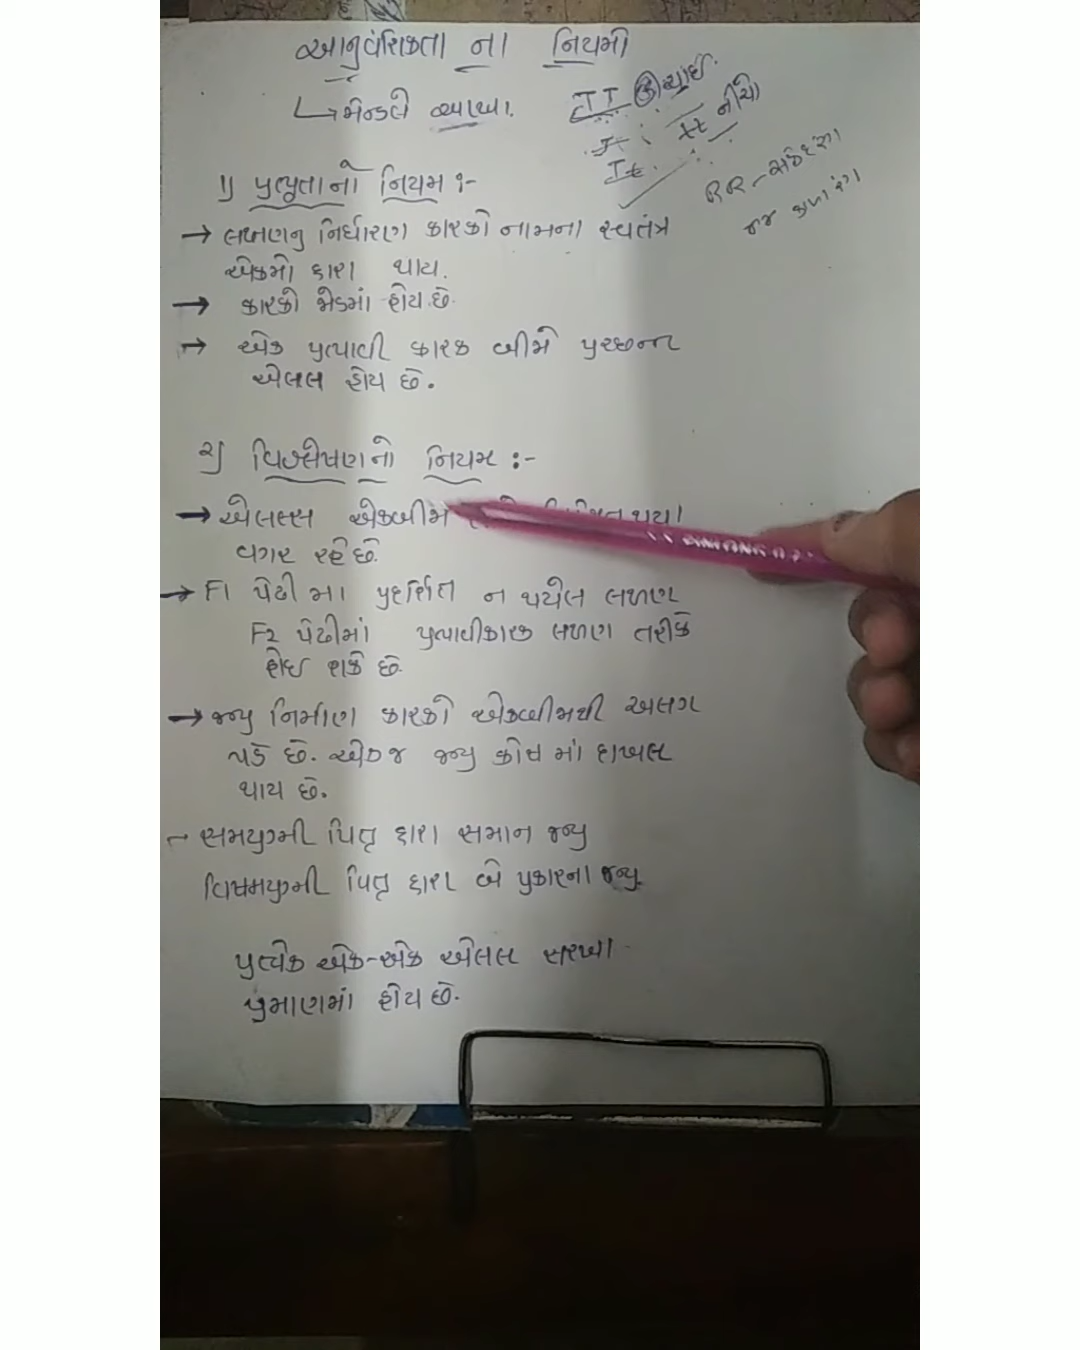 આનુવંશિકતા ના નિયમો
↳ મેન્ડલે આપ્યા.
TT ઊંચાઈ.
tt નીચો
Tt.
RR - સફેદ રંગ
1) પ્રભુતાનો નિયમ :-
→ લક્ષણનુ નિર્ધારણ કારકો નામના સ્વતંત્ર
એકમો દ્વારા થાય.
→ કારકો જોડમાં હોય છે.
→ એક પ્રભાવી કારક બીજો પ્રચ્છન્ન
એલલ હોય છે.
૨) વિશ્લેષણનો નિયમ :-
→ એલલ્સ એકબીજા થયા
વગર રહે છે.
→ F1 પેઢી મા પ્રદર્શિત ન થયેલ લક્ષણ
F2 પેઢીમાં પ્રભાવીકારક લક્ષણ તરીકે
હોઈ શકે છે.
→ જન્યુ નિર્માણ કારકો એકબીજાથી અલગ
પડે છે. એક જ જન્યુ કોષ માં દાખલ
થાય છે.
- સમયુગ્મી પિતૃ દ્વારા સમાન જન્યુ
વિષમયુગ્મી પિતૃ દ્વારા બે પ્રકારના જન્યુ
પ્રત્યેક એક-એક એલલ સરખા
પ્રમાણમાં હોય છે.